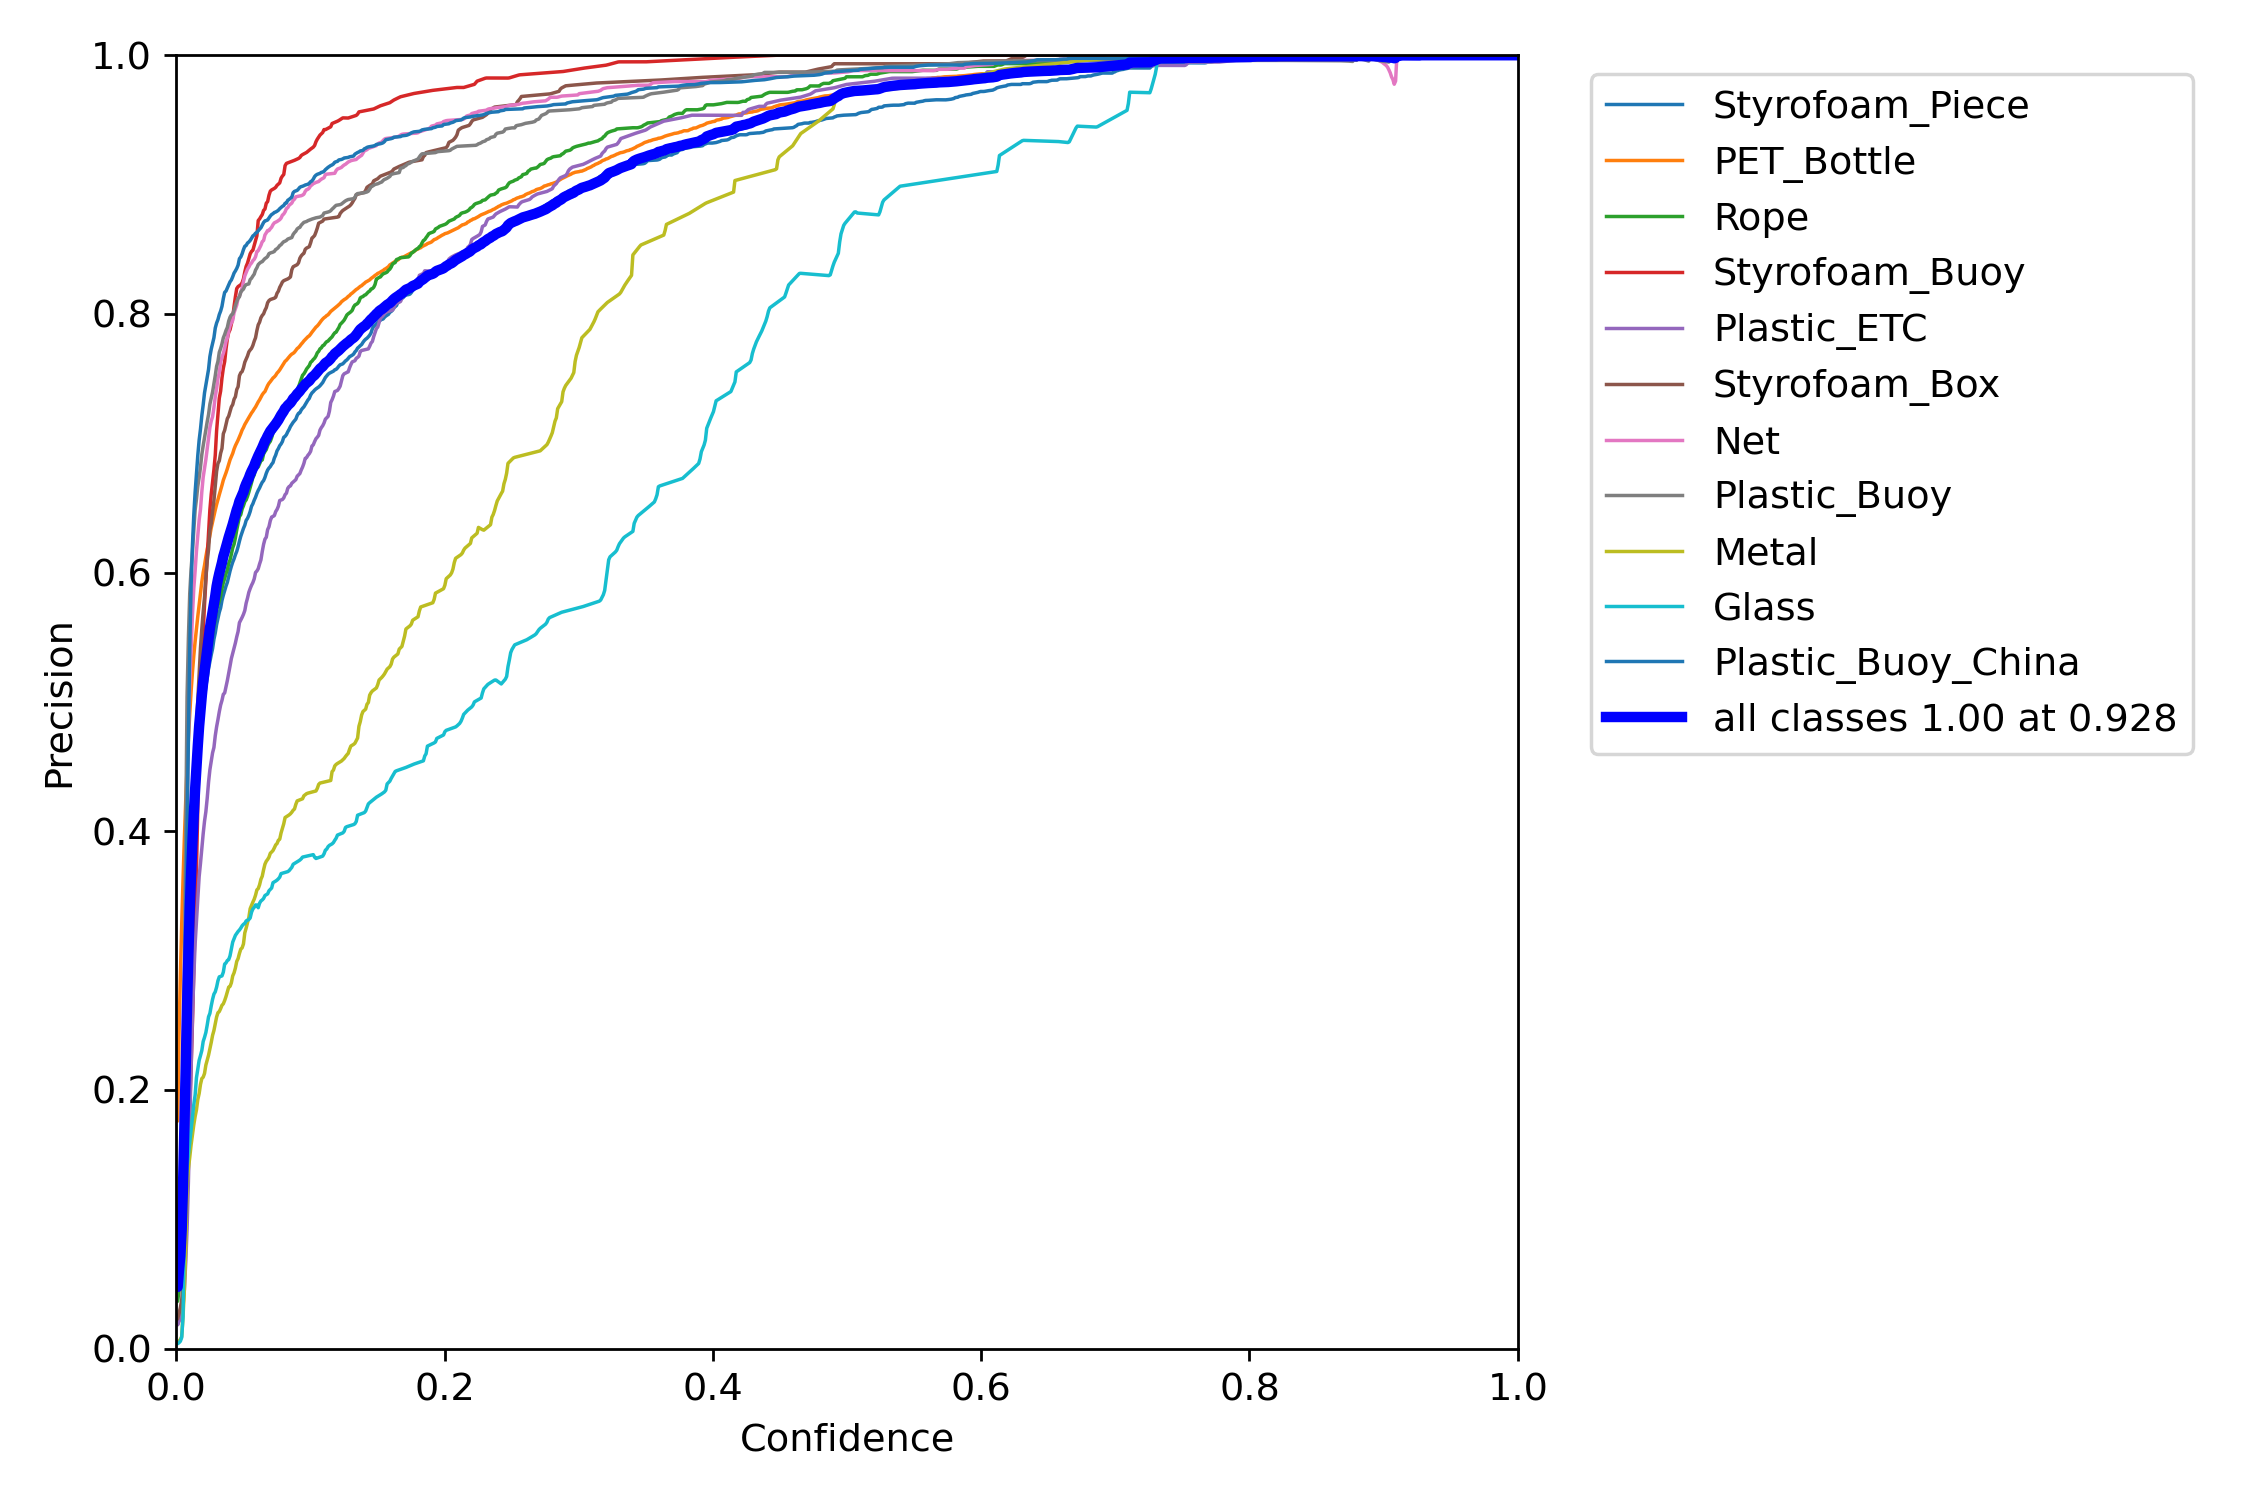 1.0
0.8
0.6
0.4
0.2
0.0
Precision
0.0 0.2 0.4 0.6 0.8 1.0
Confidence
Styrofoam_Piece
PET_Bottle
Rope
Styrofoam_Buoy
Plastic_ETC
Styrofoam_Box
Net
Plastic_Buoy
Metal
Glass
Plastic_Buoy_China
all classes 1.00 at 0.928